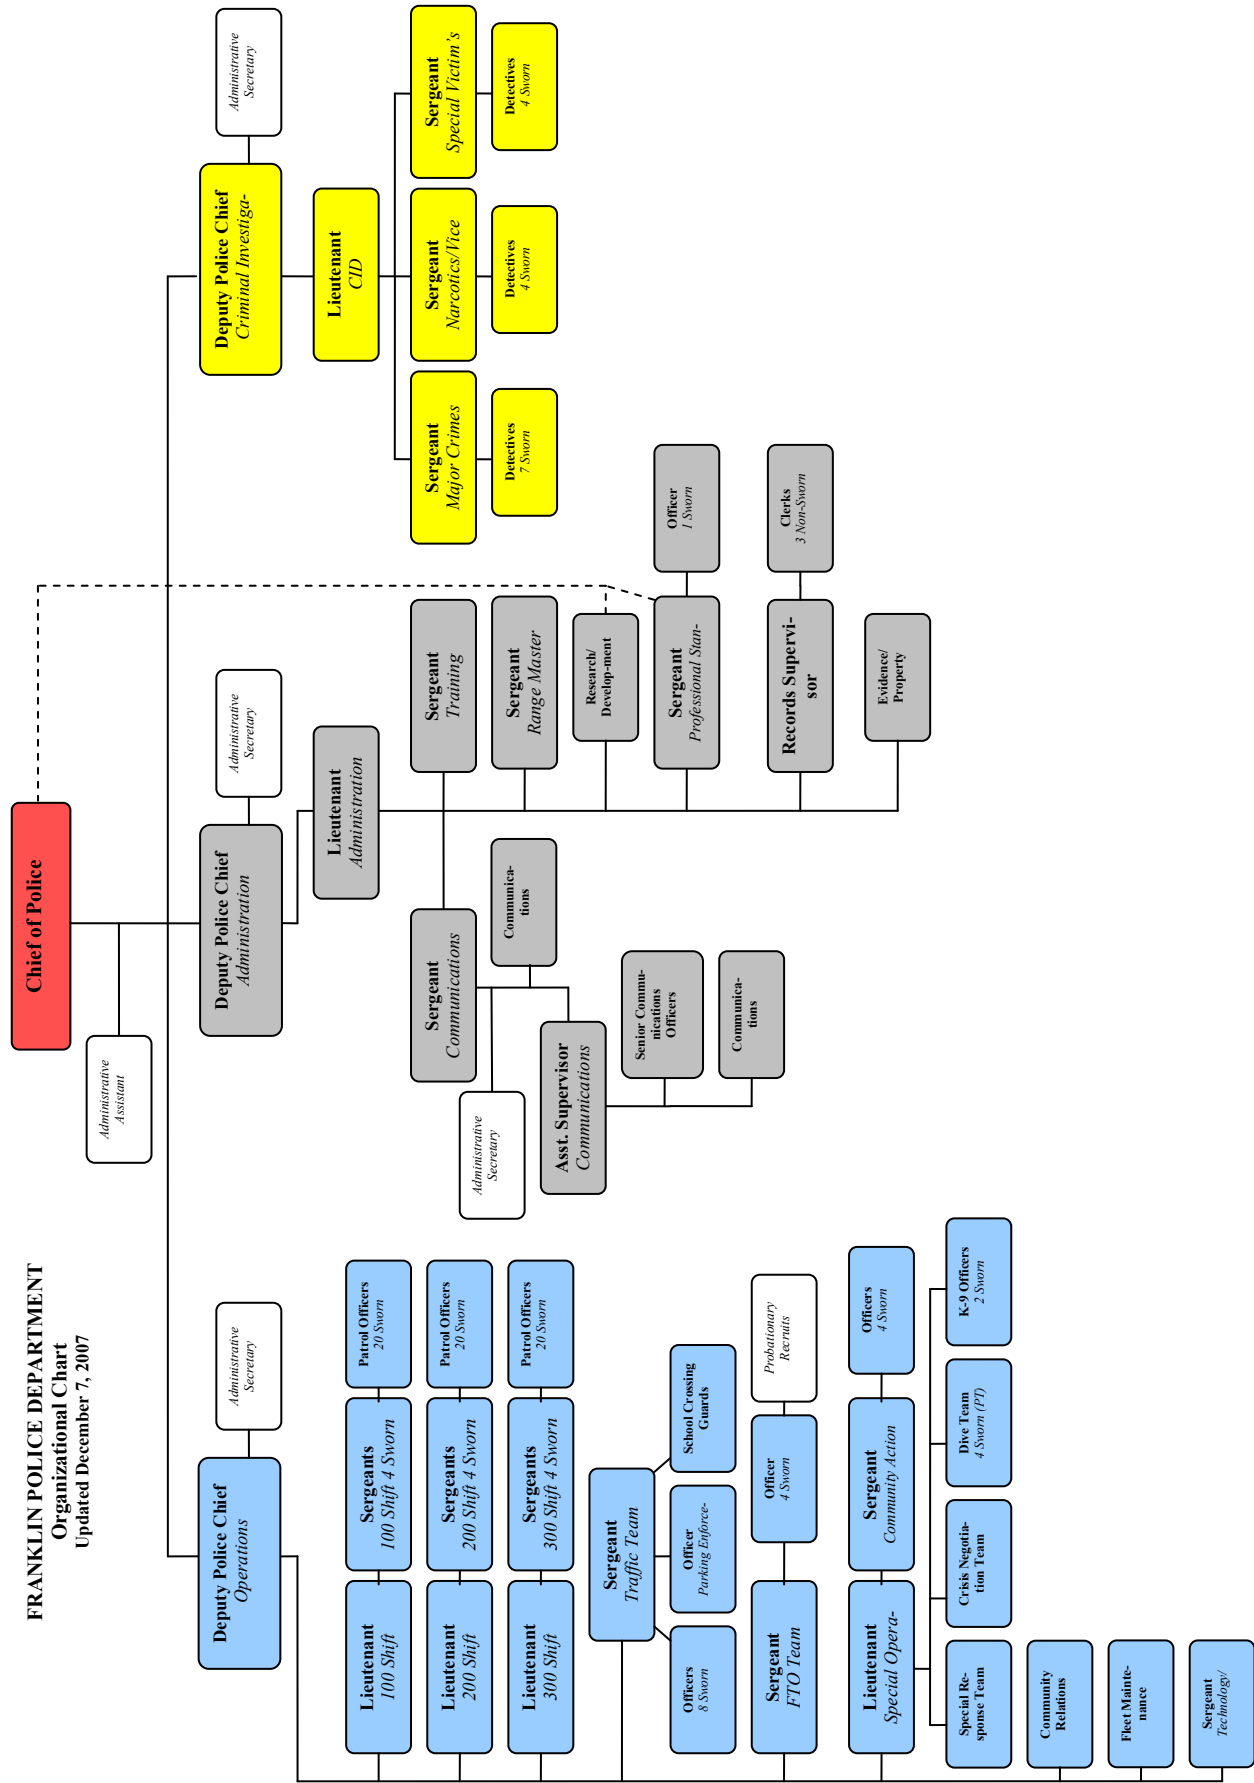 FRANKLIN POLICE DEPARTMENT
Organizational Chart
Updated December 7, 2007
Chief of Police
Administrative
Assistant
Deputy Police Chief
Operations
Administrative
Secretary
Deputy Police Chief
Administration
Administrative
Secretary
Deputy Police Chief
Criminal Investiga-
Administrative
Secretary
Lieutenant
100 Shift
Sergeants
100 Shift 4 Sworn
Patrol Officers
20 Sworn
Lieutenant
200 Shift
Sergeants
200 Shift 4 Sworn
Patrol Officers
20 Sworn
Lieutenant
300 Shift
Sergeants
300 Shift 4 Sworn
Patrol Officers
20 Sworn
Sergeant
Traffic Team
Officers
8 Sworn
Officer
Parking Enforce-
School Crossing
Guards
Sergeant
FTO Team
Officer
4 Sworn
Probationary
Recruits
Lieutenant
Special Opera-
Sergeant
Community Action
Officers
4 Sworn
Special Re-
sponse Team
Crisis Negotia-
tion Team
Dive Team
4 Sworn (PT)
K-9 Officers
2 Sworn
Community
Relations
Fleet Mainte-
nance
Sergeant
Technology/
Lieutenant
Administration
Sergeant
Communications
Administrative
Secretary
Communica-
tions
Asst. Supervisor
Communications
Senior Commu-
nications
Officers
Communica-
tions
Sergeant
Training
Sergeant
Range Master
Research/
Develop-ment
Sergeant
Professional Stan-
Officer
1 Sworn
Records Supervi-
sor
Clerks
3 Non-Sworn
Evidence/
Property
Lieutenant
CID
Sergeant
Major Crimes
Detectives
7 Sworn
Sergeant
Narcotics/Vice
Detectives
4 Sworn
Sergeant
Special Victim's
Detectives
4 Sworn